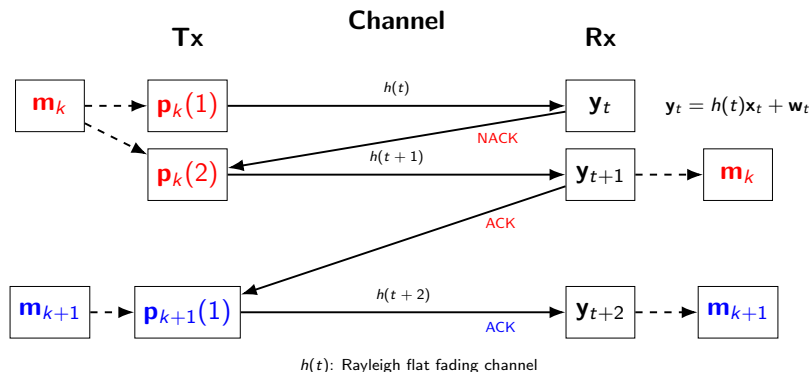 Channel
Tx Rx
m_k p_k(1) h(t) y_t y_t = h(t)x_t + w_t
NACK
p_k(2) h(t + 1) y_{t+1} m_k
ACK
m_{k+1} p_{k+1}(1) h(t + 2) y_{t+2} m_{k+1}
ACK
h(t): Rayleigh flat fading channel